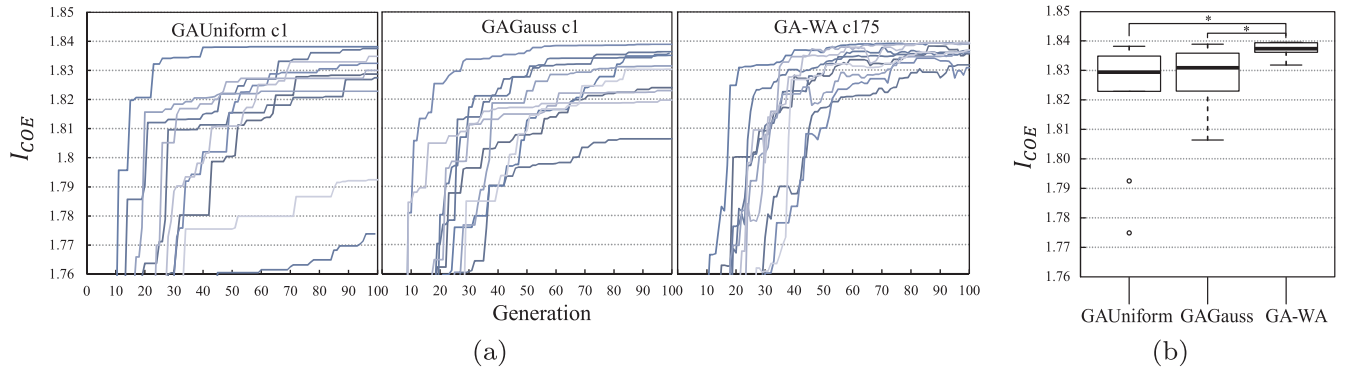 1.85
1.84
1.83
1.82
1.81
1.8
1.79
1.78
1.77
1.76
I_COE
GAUniform c1
GAGauss c1
GA-WA c175
0 10 20 30 40 50 60 70 80 90 100
10 20 30 40 50 60 70 80 90 100
10 20 30 40 50 60 70 80 90 100
Generation
(a)
1.85
1.84
1.83
1.82
1.81
1.80
1.79
1.78
1.77
1.76
I_COE
*
*
GAUniform GAGauss GA-WA
(b)